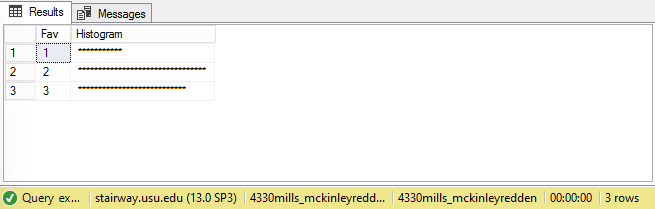 Results Messages
Fav Histogram
1 1 ***********
2 2 ********************************
3 3 ***************************
Query ex... stairway.usu.edu (13.0 SP3) 4330mills_mckinleyredd... 4330mills_mckinleyredden 00:00:00 3 rows